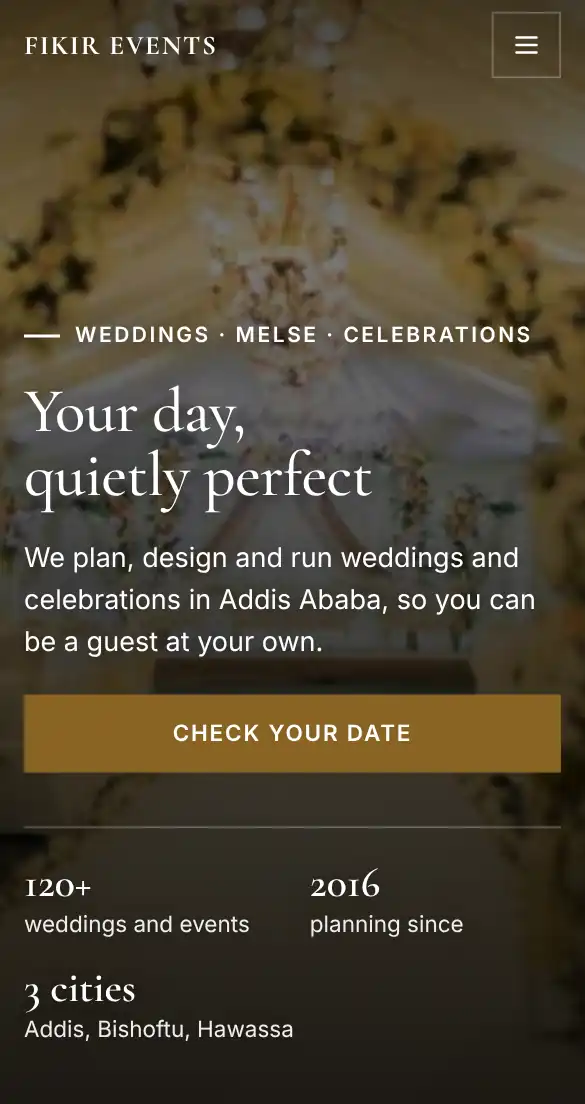 FIKIR EVENTS
WEDDINGS · MELSE · CELEBRATIONS
Your day,
quietly perfect
We plan, design and run weddings and
celebrations in Addis Ababa, so you can
be a guest at your own.
CHECK YOUR DATE
120+
weddings and events
2016
planning since
3 cities
Addis, Bishoftu, Hawassa